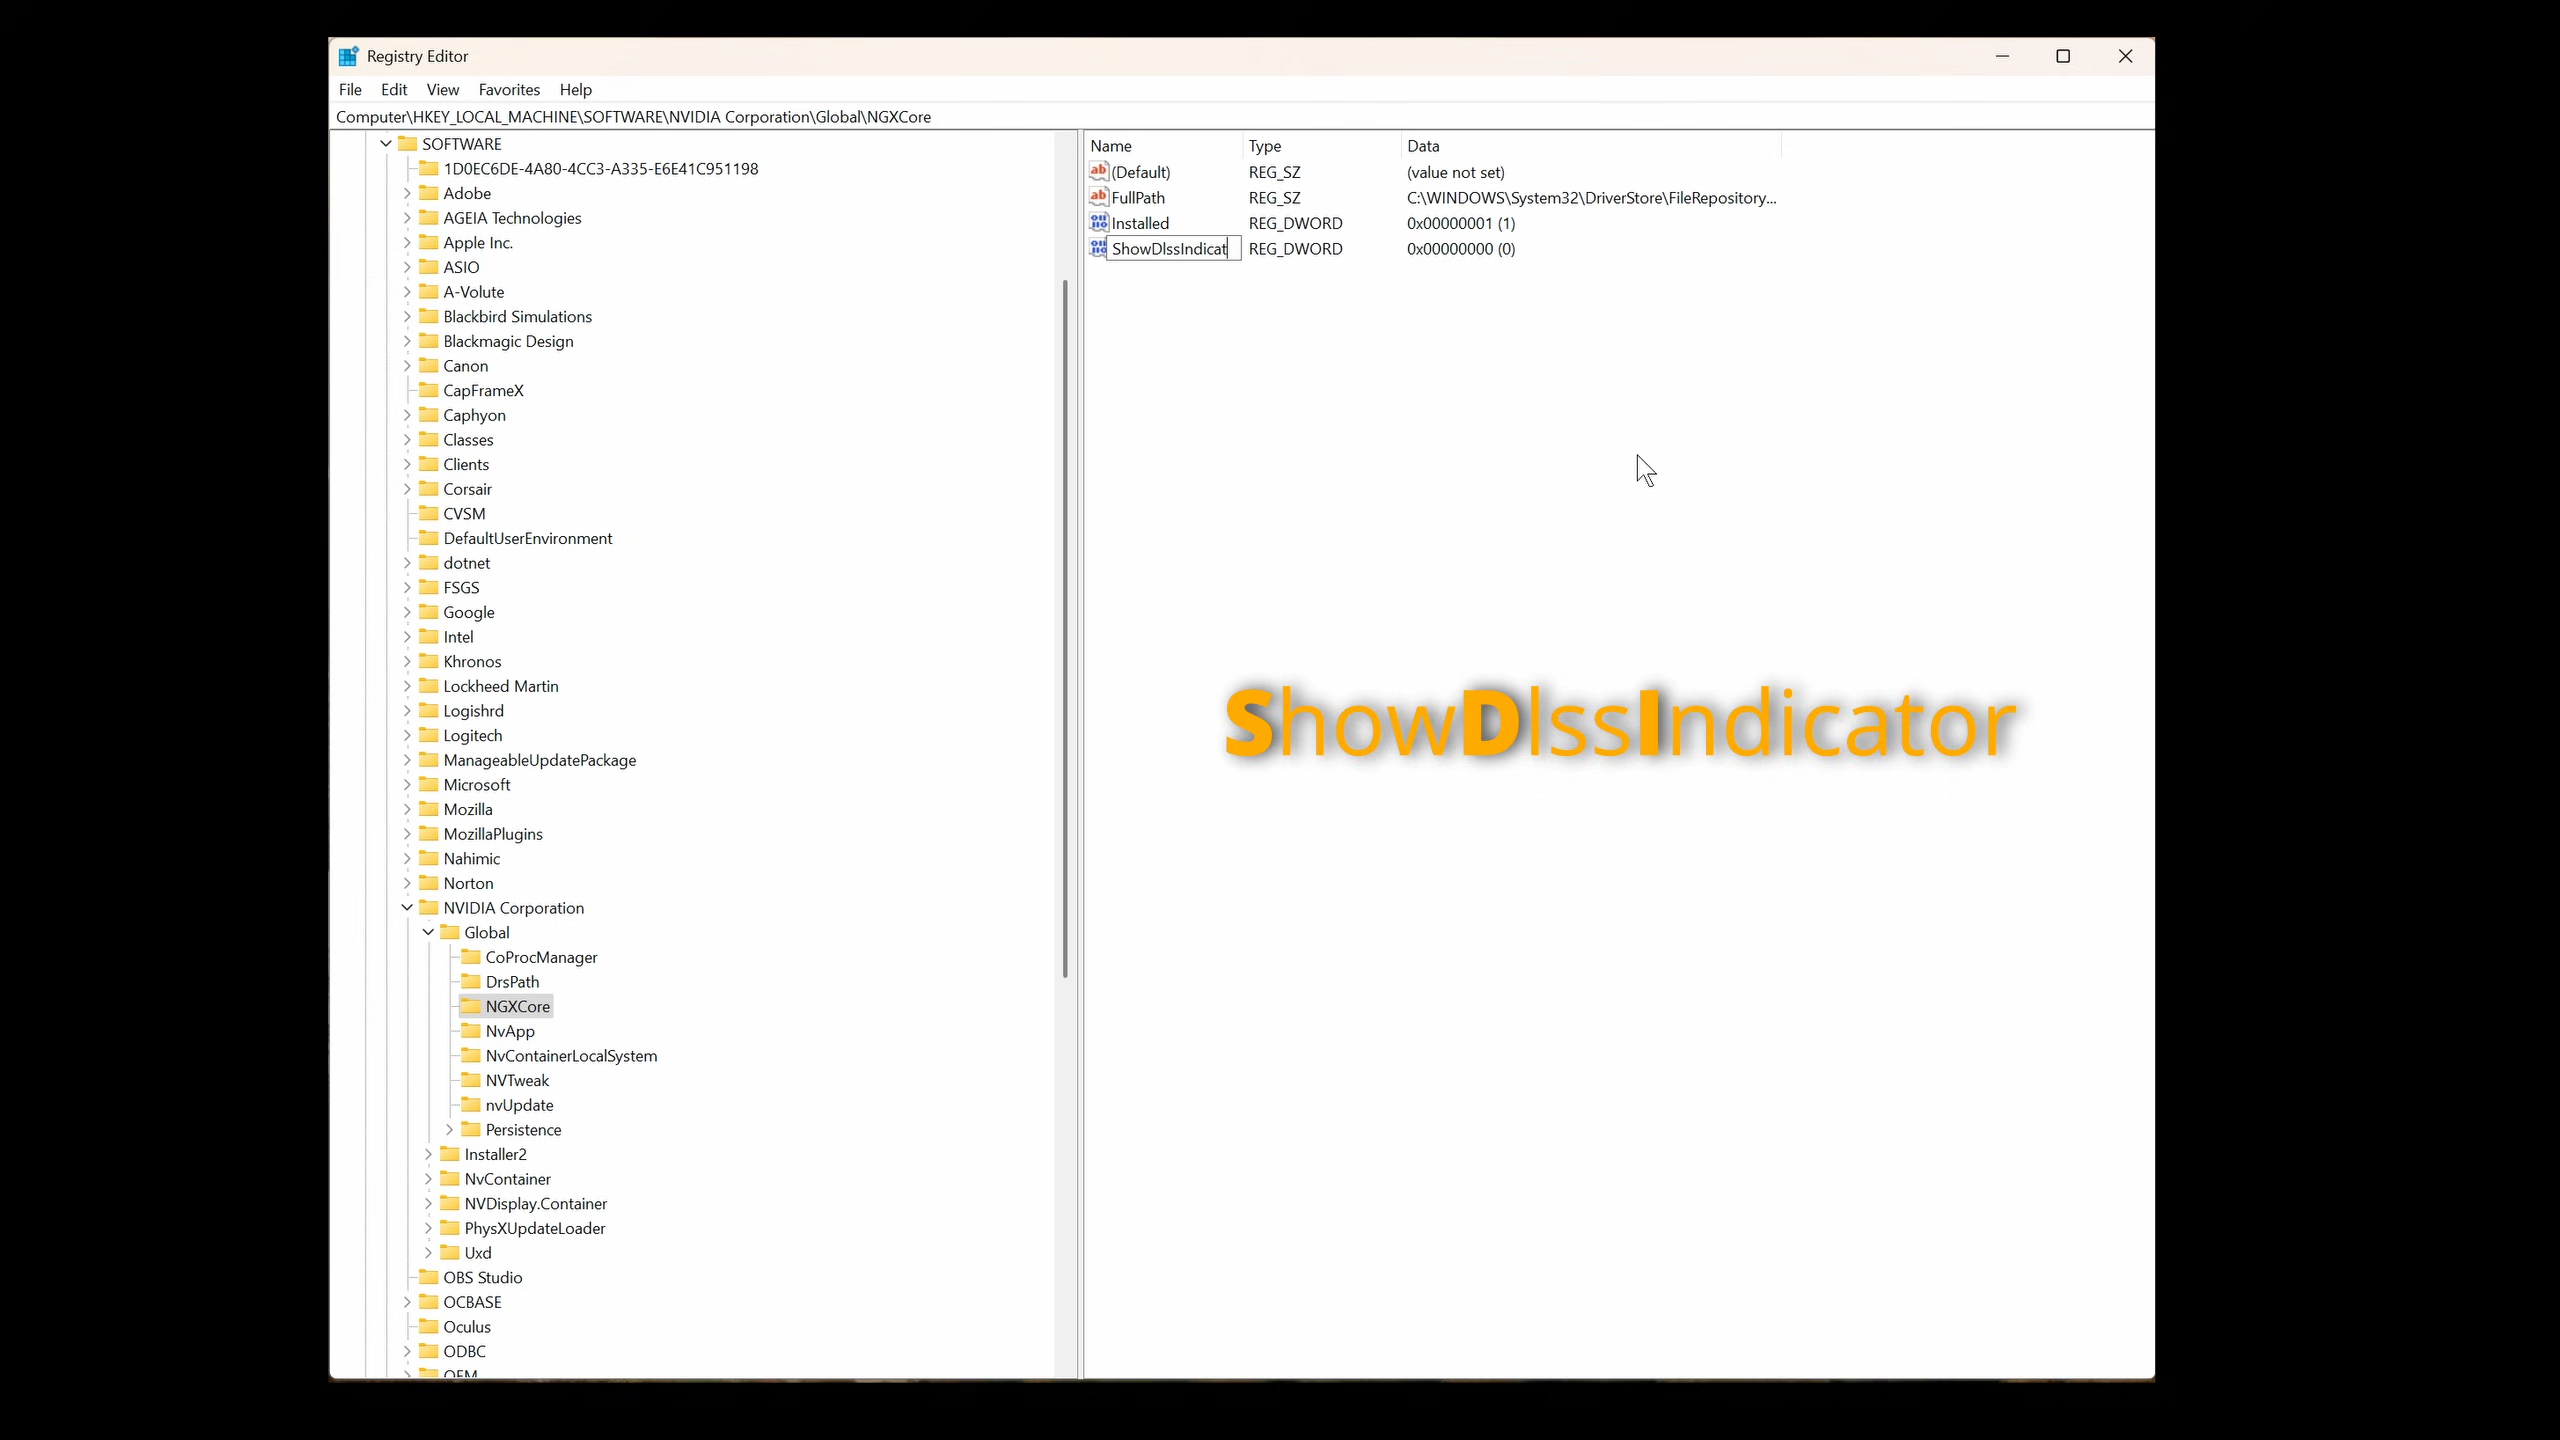 Registry Editor
File Edit View Favorites Help
Computer\HKEY_LOCAL_MACHINE\SOFTWARE\NVIDIA Corporation\Global\NGXCore
SOFTWARE
1D0EC6DE-4A80-4CC3-A335-E6E41C951198
Adobe
AGEIA Technologies
Apple Inc.
ASIO
A-Volute
Blackbird Simulations
Blackmagic Design
Canon
CapFrameX
Caphyon
Classes
Clients
Corsair
CVSM
DefaultUserEnvironment
dotnet
FSGS
Google
Intel
Khronos
Lockheed Martin
Logishrd
Logitech
ManageableUpdatePackage
Microsoft
Mozilla
MozillaPlugins
Nahimic
Norton
NVIDIA Corporation
Global
CoProcManager
DrsPath
NGXCore
NvApp
NvContainerLocalSystem
NVTweak
nvUpdate
Persistence
Installer2
NvContainer
NVDisplay.Container
PhysXUpdateLoader
Uxd
OBS Studio
OCBASE
Oculus
ODBC
OEM
Name Type Data
(Default) REG_SZ (value not set)
FullPath REG_SZ C:\WINDOWS\System32\DriverStore\FileRepository...
Installed REG_DWORD 0x00000001 (1)
ShowDlssIndicat REG_DWORD 0x00000000 (0)
ShowDlssIndicator